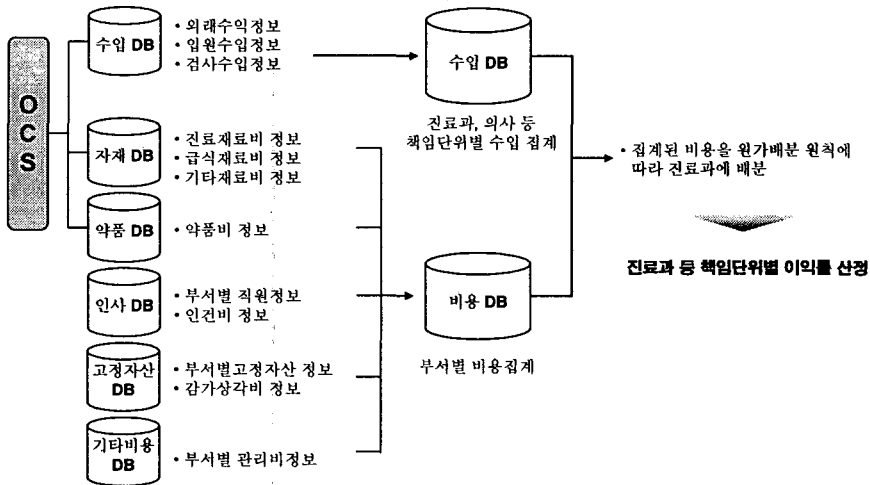 OCS
수입 DB
• 외래수익정보
• 입원수입정보
• 검사수입정보
자재 DB
• 진료재료비 정보
• 급식재료비 정보
• 기타재료비 정보
약품 DB
• 약품비 정보
인사 DB
• 부서별 직원정보
• 인건비 정보
고정자산
DB
• 부서별고정자산 정보
• 감가상각비 정보
기타비용
DB
• 부서별 관리비정보
수입 DB
진료과, 의사 등
책임단위별 수입 집계
비용 DB
부서별 비용집계
• 집계된 비용을 원가배분 원칙에
따라 진료과에 배분
진료과 등 책임단위별 이익률 산정